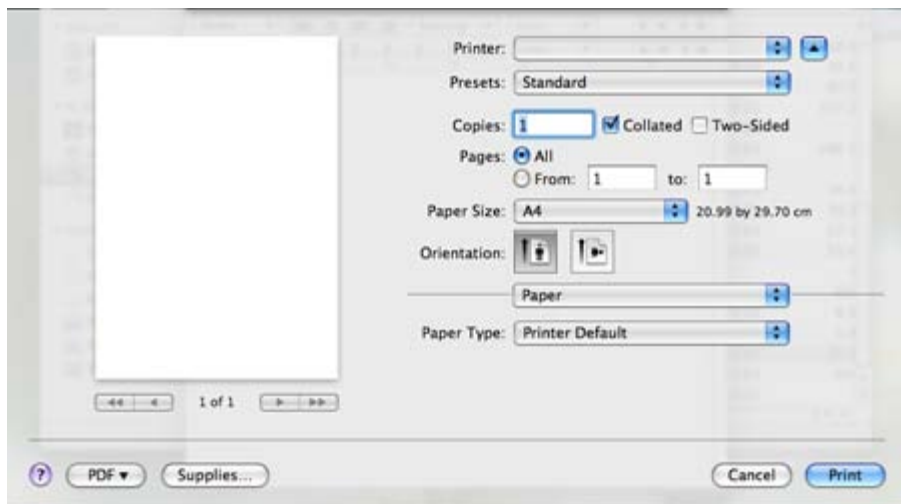 Printer:
Presets: Standard
Copies: 1 Collated Two-Sided
Pages: All
From: 1 to: 1
Paper Size: A4 20.99 by 29.70 cm
Orientation:
Paper
Paper Type: Printer Default
1 of 1
? PDF Supplies... Cancel Print